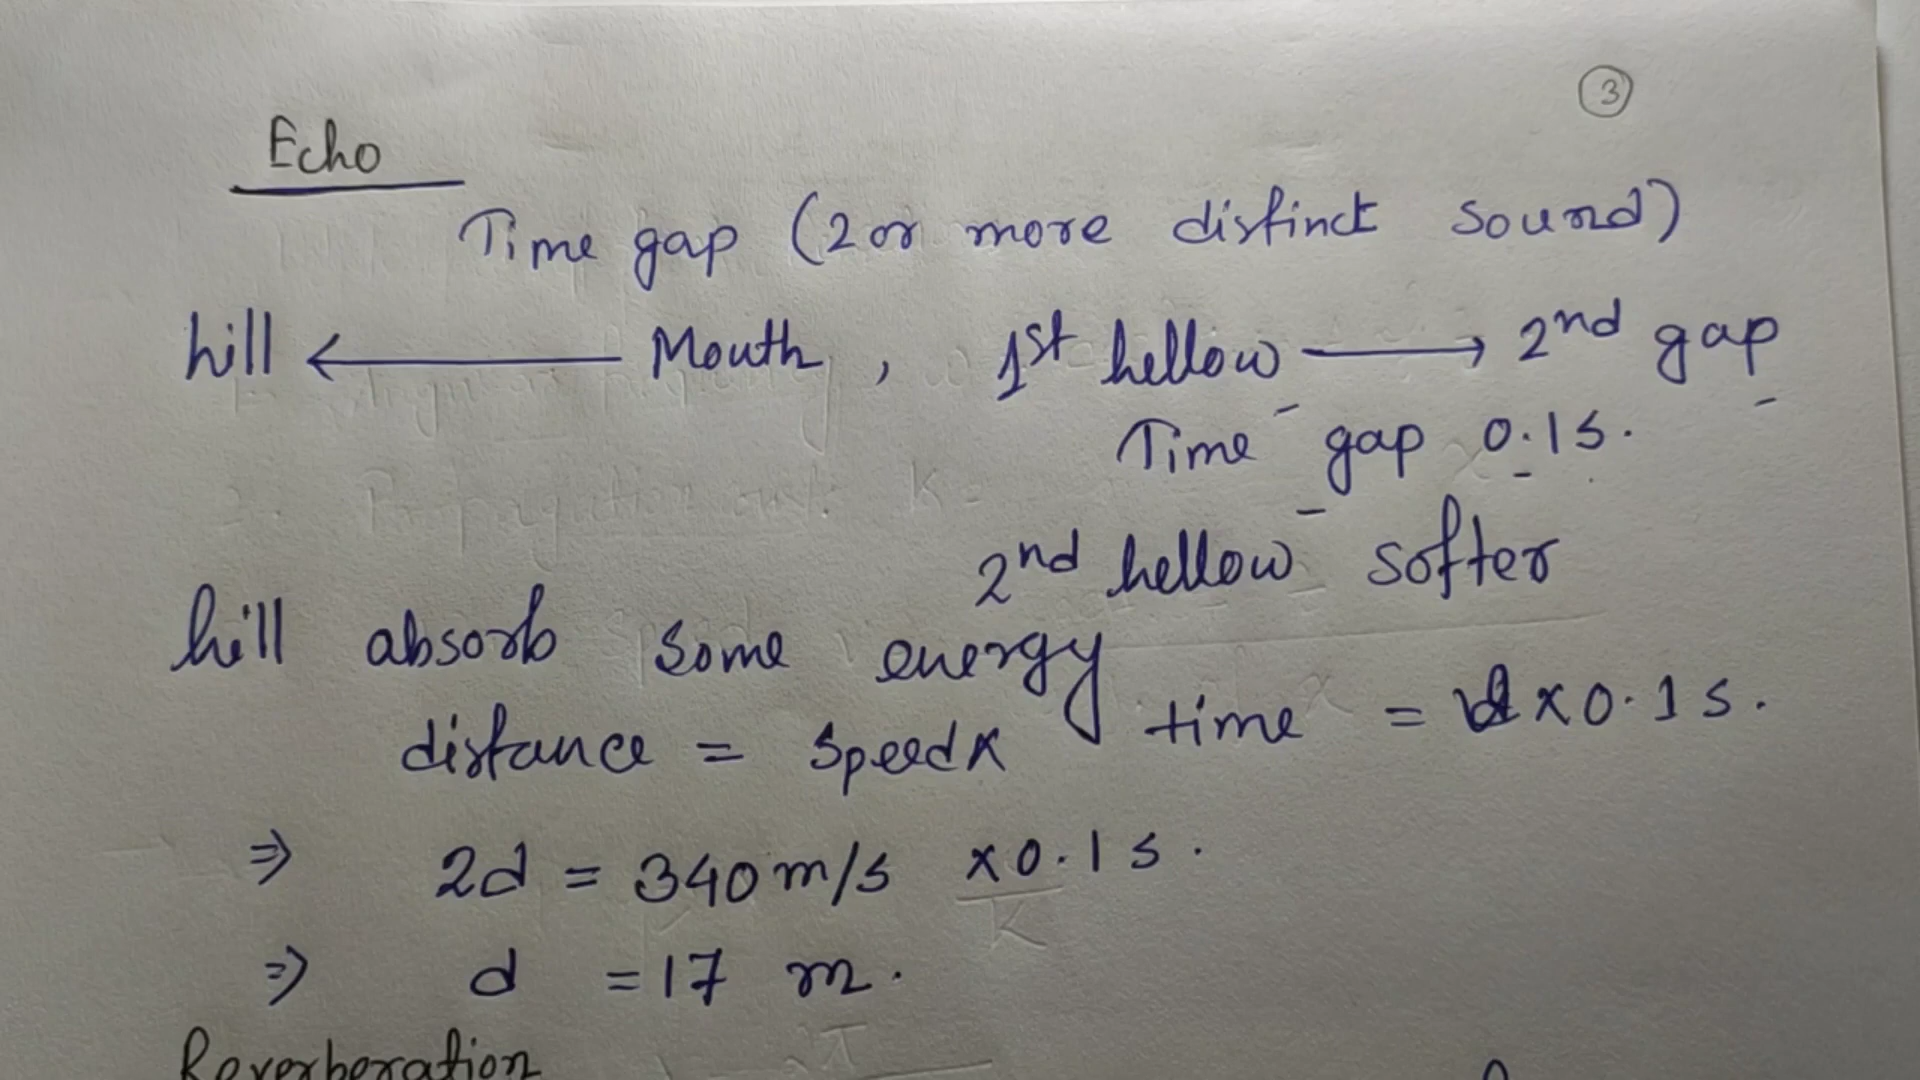 3
Echo
Time gap (2 or more distinct sound)
hill ← Mouth, 1st hellow → 2nd gap
Time gap 0.1s.
2nd hellow softer
hill absorb some energy
distance = speed x time = x 0.1 s.
⇒ 2d = 340 m/s x 0.1 s.
⇒ d = 17 m.
Reverberation